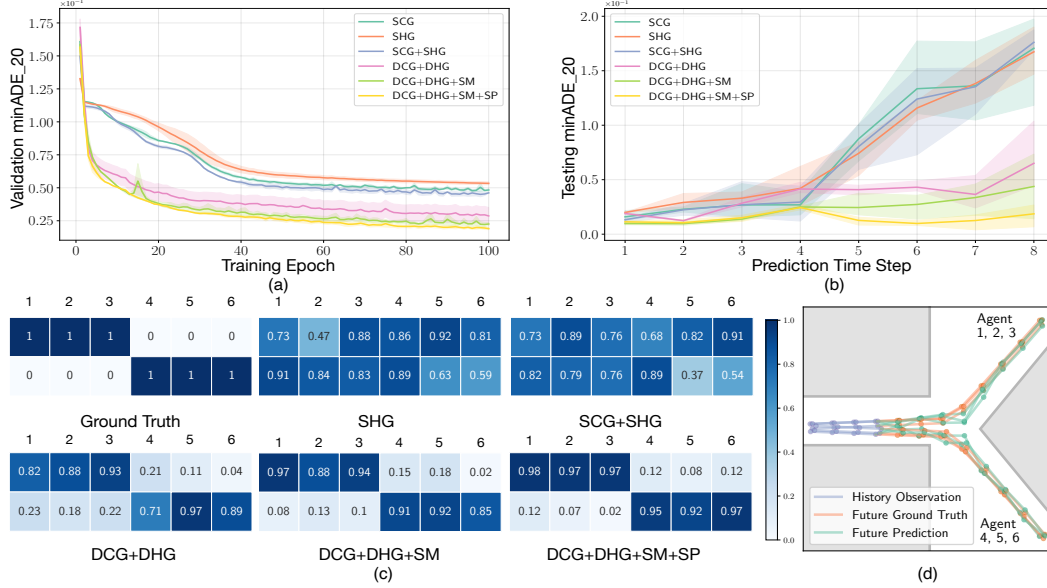 ×10⁻¹
1.75
1.50
1.25
1.00
0.75
0.50
0.25
Validation minADE_20
SCG
SHG
SCG+SHG
DCG+DHG
DCG+DHG+SM
DCG+DHG+SM+SP
0 20 40 60 80 100
Training Epoch
(a)
×10⁻¹
2.0
1.5
1.0
0.5
0.0
Testing minADE_20
SCG
SHG
SCG+SHG
DCG+DHG
DCG+DHG+SM
DCG+DHG+SM+SP
1 2 3 4 5 6 7 8
Prediction Time Step
(b)
1 2 3 4 5 6
1 1 1 0 0 0
0 0 0 1 1 1
Ground Truth
1 2 3 4 5 6
0.73 0.47 0.88 0.86 0.92 0.81
0.91 0.84 0.83 0.89 0.63 0.59
SHG
1 2 3 4 5 6
0.73 0.89 0.76 0.68 0.82 0.91
0.82 0.79 0.76 0.89 0.37 0.54
SCG+SHG
1 2 3 4 5 6
0.82 0.88 0.93 0.21 0.11 0.04
0.23 0.18 0.22 0.71 0.97 0.89
DCG+DHG
1 2 3 4 5 6
0.97 0.88 0.94 0.15 0.18 0.02
0.08 0.13 0.1 0.91 0.92 0.85
DCG+DHG+SM
1 2 3 4 5 6
0.98 0.97 0.97 0.12 0.08 0.12
0.12 0.07 0.02 0.95 0.92 0.97
DCG+DHG+SM+SP
1.0
0.8
0.6
0.4
0.2
0.0
(c)
Agent
1, 2, 3
History Observation
Future Ground Truth
Future Prediction
Agent
4, 5, 6
(d)